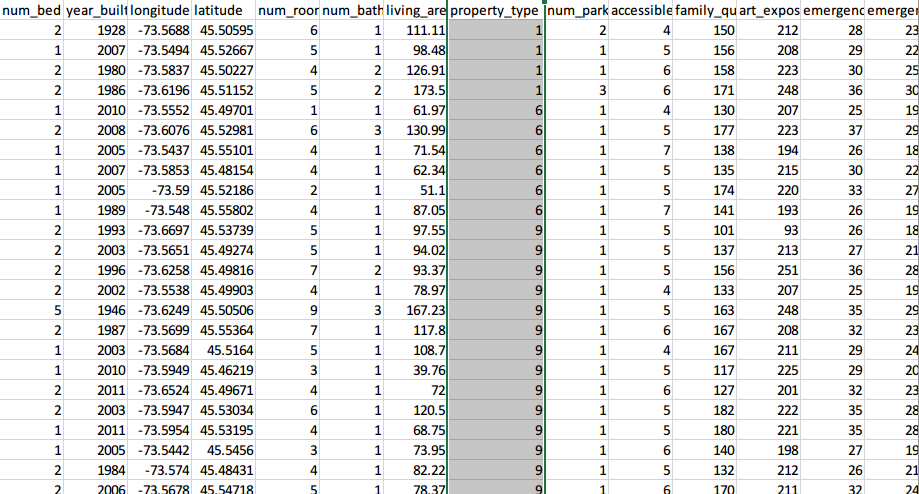 num_bed year_built longitude latitude num_roor num_bath living_are property_type num_park accessible family_qu art_expos emergenc emerger
2 1928 -73.5688 45.50595 6 1 111.11 1 2 4 150 212 28 23
1 2007 -73.5494 45.52667 5 1 98.48 1 1 5 156 208 29 22
2 1980 -73.5837 45.50227 4 2 126.91 1 1 6 158 223 30 25
2 1986 -73.6196 45.51152 5 2 173.5 1 3 6 171 248 36 30
1 2010 -73.5552 45.49701 1 1 61.97 6 1 4 130 207 25 19
2 2008 -73.6076 45.52981 6 3 130.99 6 1 5 177 223 37 29
1 2005 -73.5437 45.55101 4 1 71.54 6 1 7 138 194 26 18
1 2007 -73.5853 45.48154 4 1 62.34 6 1 5 135 215 30 22
1 2005 -73.59 45.52186 2 1 51.1 6 1 5 174 220 33 27
1 1989 -73.548 45.55802 4 1 87.05 6 1 7 141 193 26 19
2 1993 -73.6697 45.53739 5 1 97.55 9 1 5 101 93 26 18
2 2003 -73.5651 45.49274 5 1 94.02 9 1 5 137 213 27 21
2 1996 -73.6258 45.49816 7 2 93.37 9 1 5 156 251 36 28
2 2002 -73.5538 45.49903 4 1 78.97 9 1 4 133 207 25 19
5 1946 -73.6249 45.50506 9 3 167.23 9 1 5 163 248 35 29
2 1987 -73.5699 45.55364 7 1 117.8 9 1 6 167 208 32 23
1 2003 -73.5684 45.5164 5 1 108.7 9 1 4 167 211 29 24
1 2010 -73.5949 45.46219 3 1 39.76 9 1 5 117 225 29 20
2 2011 -73.6524 45.49671 4 1 72 9 1 6 127 201 32 23
2 2003 -73.5947 45.53034 6 1 120.5 9 1 5 182 222 35 28
1 2011 -73.5954 45.53195 4 1 68.75 9 1 5 180 221 35 28
1 2005 -73.5442 45.5456 3 1 73.95 9 1 6 140 198 27 19
2 1984 -73.574 45.48431 4 1 82.22 9 1 5 132 212 26 21
2 2006 -73.5678 45.54718 5 1 78.37 9 1 6 170 211 32 24